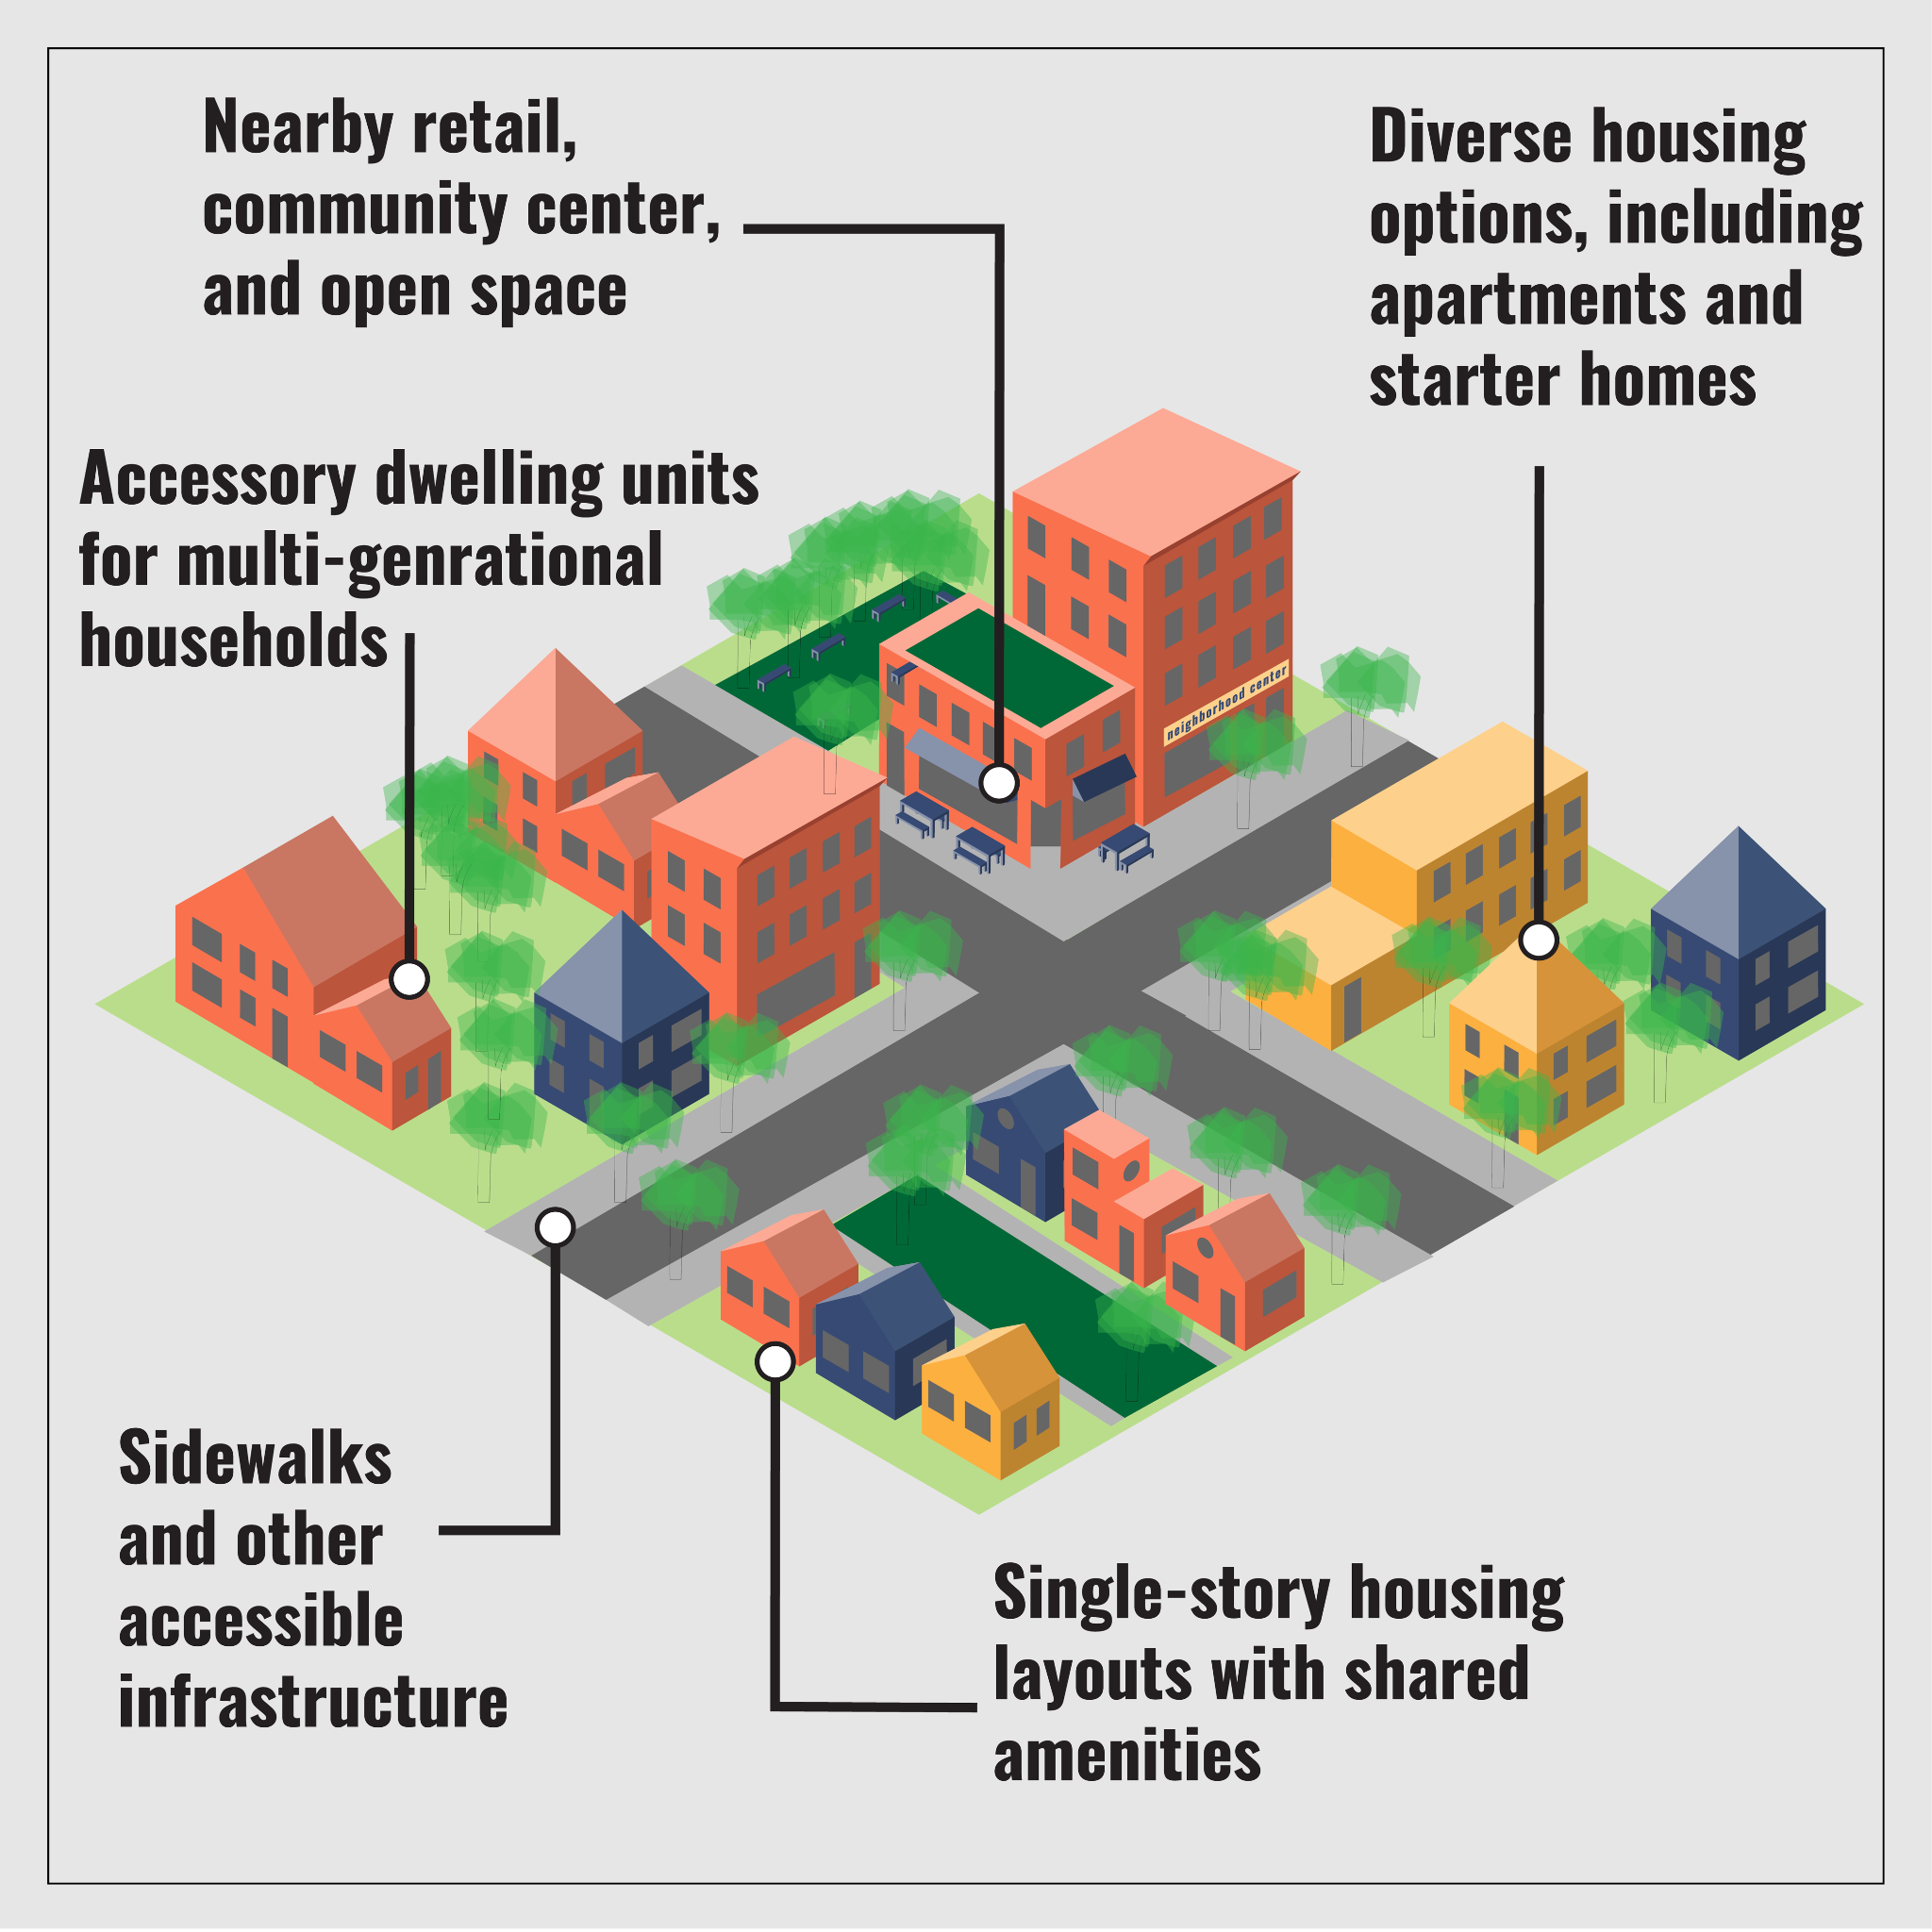 Nearby retail,
community center,
and open space
Diverse housing
options, including
apartments and
starter homes
Accessory dwelling units
for multi-genrational
households
neighborhood center
Sidewalks
and other
accessible
infrastructure
Single-story housing
layouts with shared
amenities